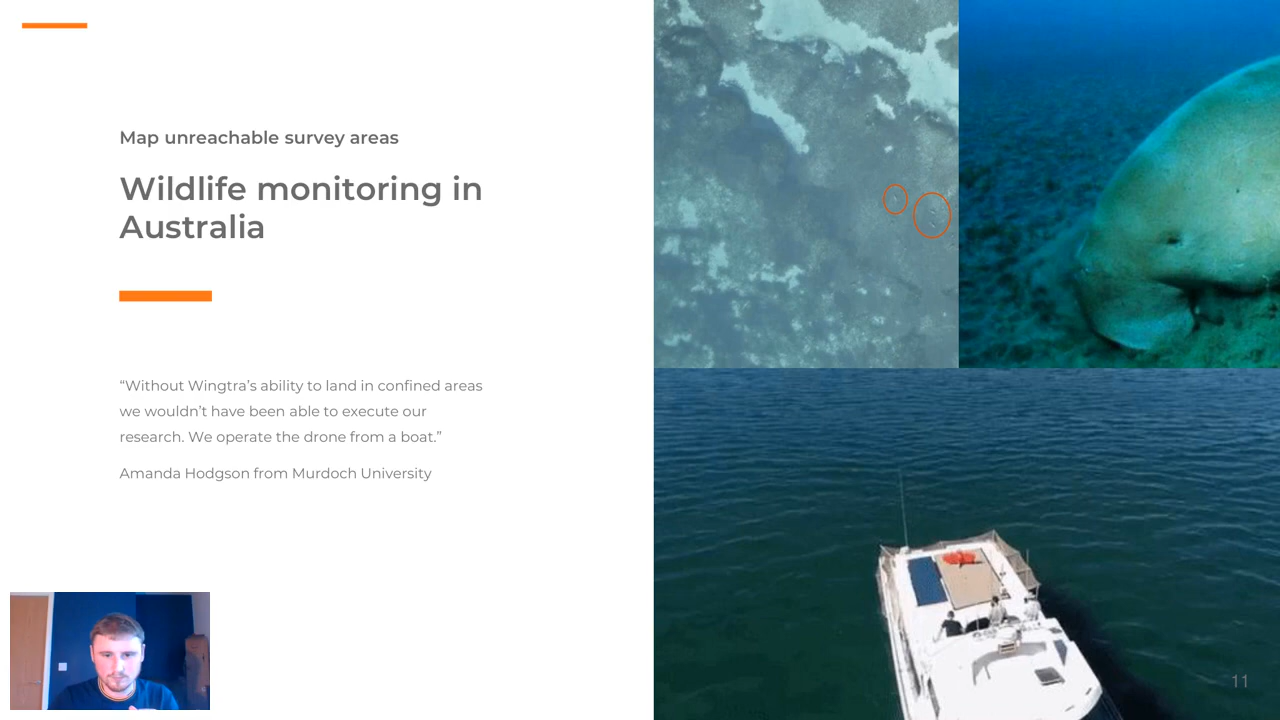 Map unreachable survey areas
Wildlife monitoring in
Australia
“Without Wingtra’s ability to land in confined areas
we wouldn’t have been able to execute our
research. We operate the drone from a boat.”
Amanda Hodgson from Murdoch University
11